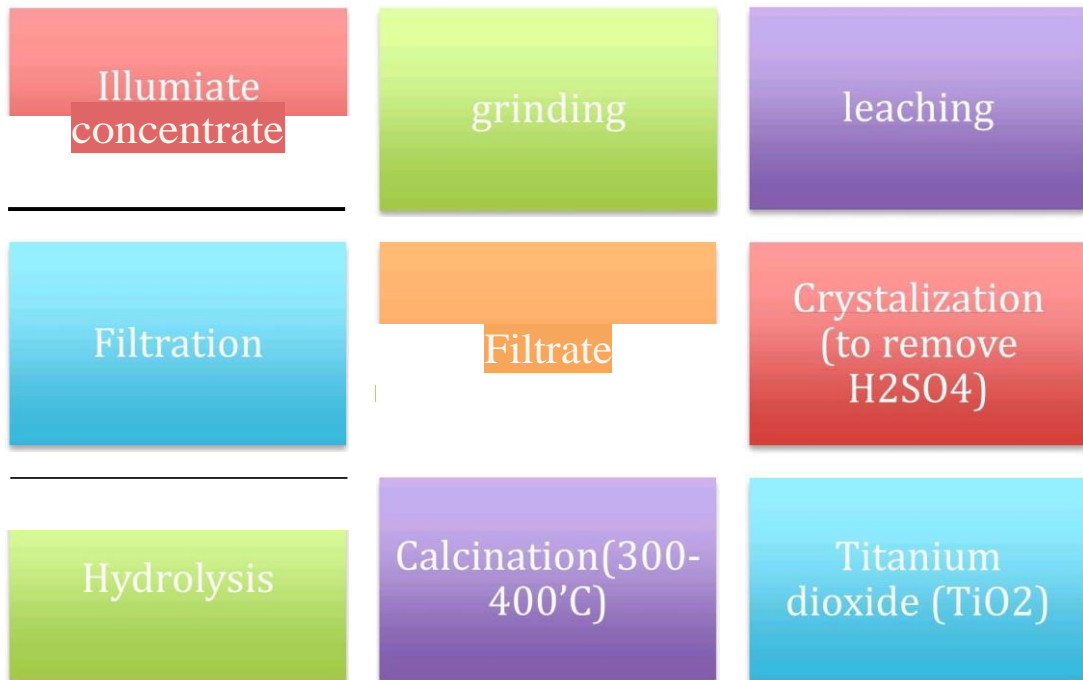 Illumiate
concentrate
grinding
leaching
Filtration
Filtrate
Crystalization
(to remove
H2SO4)
Hydrolysis
Calcination(300-
400'C)
Titanium
dioxide (TiO2)